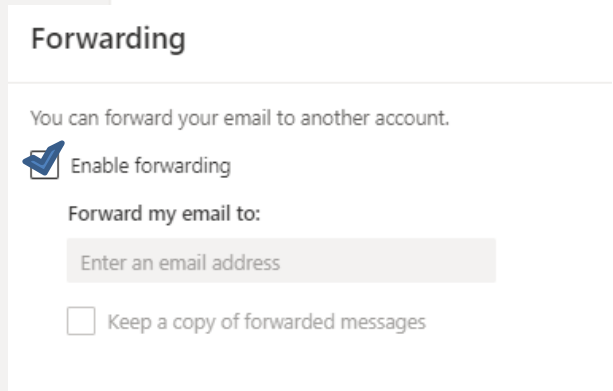 Forwarding
You can forward your email to another account.
Enable forwarding
Forward my email to:
Enter an email address
Keep a copy of forwarded messages